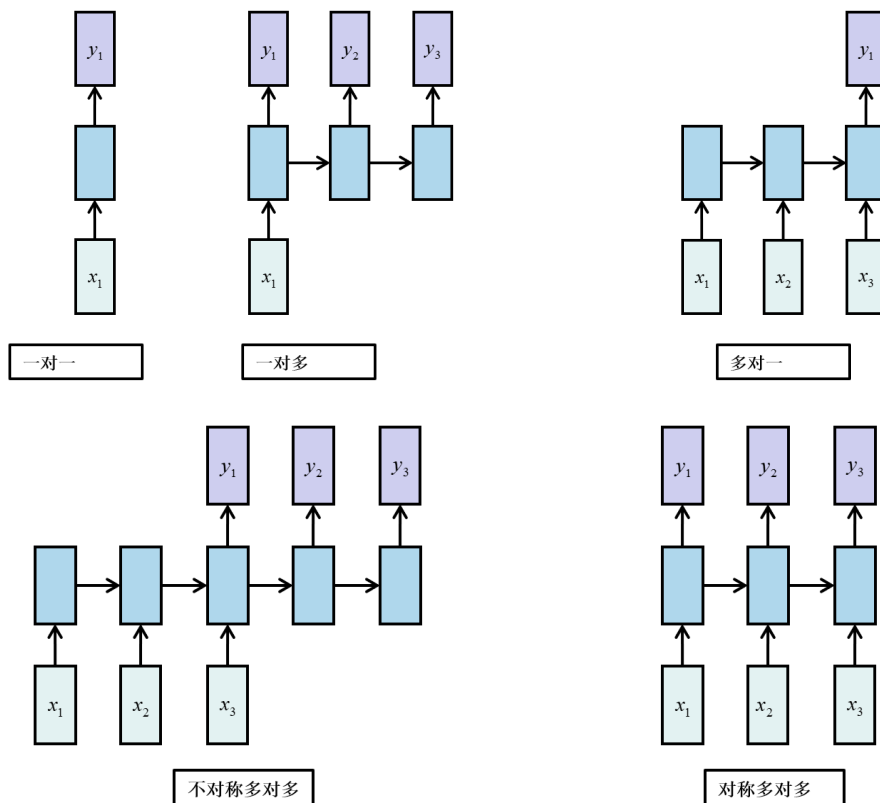 y₁ y₁ y₂ y₃ y₁
x₁ x₁ x₁ x₂ x₃
一对一 一对多 多对一
y₁ y₂ y₃ y₁ y₂ y₃
x₁ x₂ x₃ x₁ x₂ x₃
不对称多对多 对称多对多